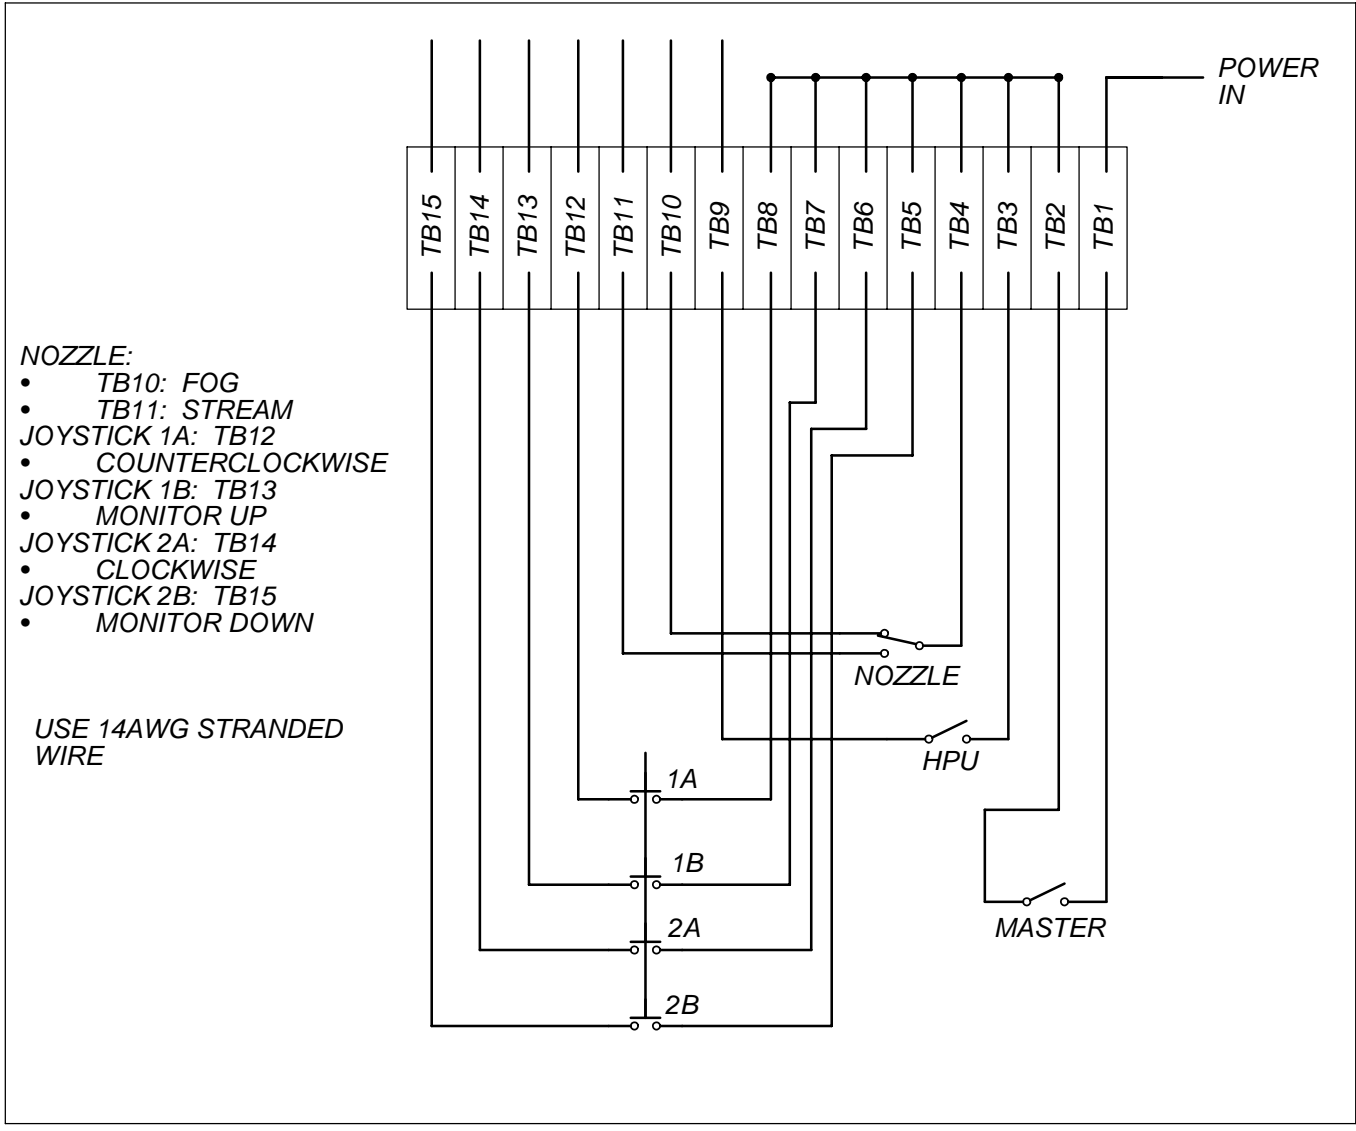 POWER
IN
TB15
TB14
TB13
TB12
TB11
TB10
TB9
TB8
TB7
TB6
TB5
TB4
TB3
TB2
TB1
NOZZLE:
• TB10: FOG
• TB11: STREAM
JOYSTICK 1A: TB12
• COUNTERCLOCKWISE
JOYSTICK 1B: TB13
• MONITOR UP
JOYSTICK 2A: TB14
• CLOCKWISE
JOYSTICK 2B: TB15
• MONITOR DOWN
USE 14AWG STRANDED
WIRE
NOZZLE
HPU
1A
1B
2A
2B
MASTER